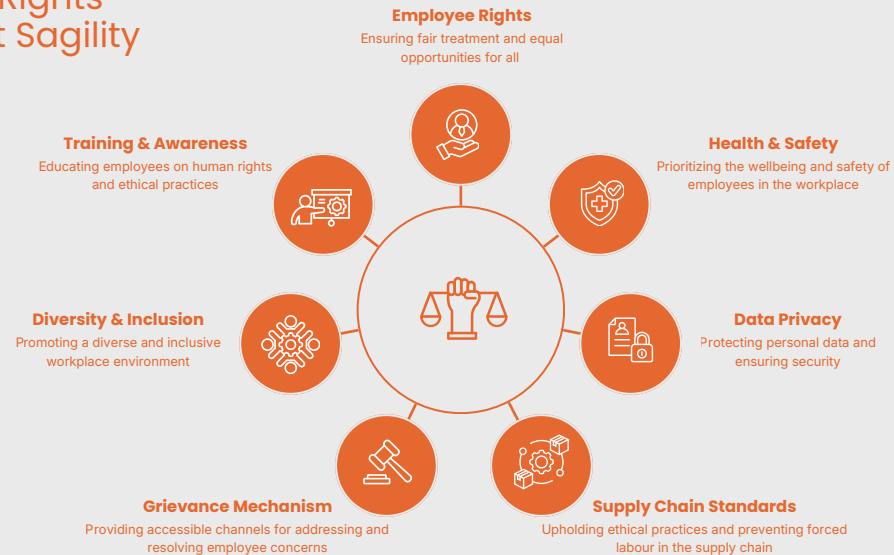 Rights
t Sagility
Employee Rights
Ensuring fair treatment and equal
opportunities for all
Training & Awareness
Educating employees on human rights
and ethical practices
Health & Safety
Prioritizing the wellbeing and safety of
employees in the workplace
Diversity & Inclusion
Promoting a diverse and inclusive
workplace environment
Data Privacy
Protecting personal data and
ensuring security
Grievance Mechanism
Providing accessible channels for addressing and
resolving employee concerns
Supply Chain Standards
Upholding ethical practices and preventing forced
labour in the supply chain